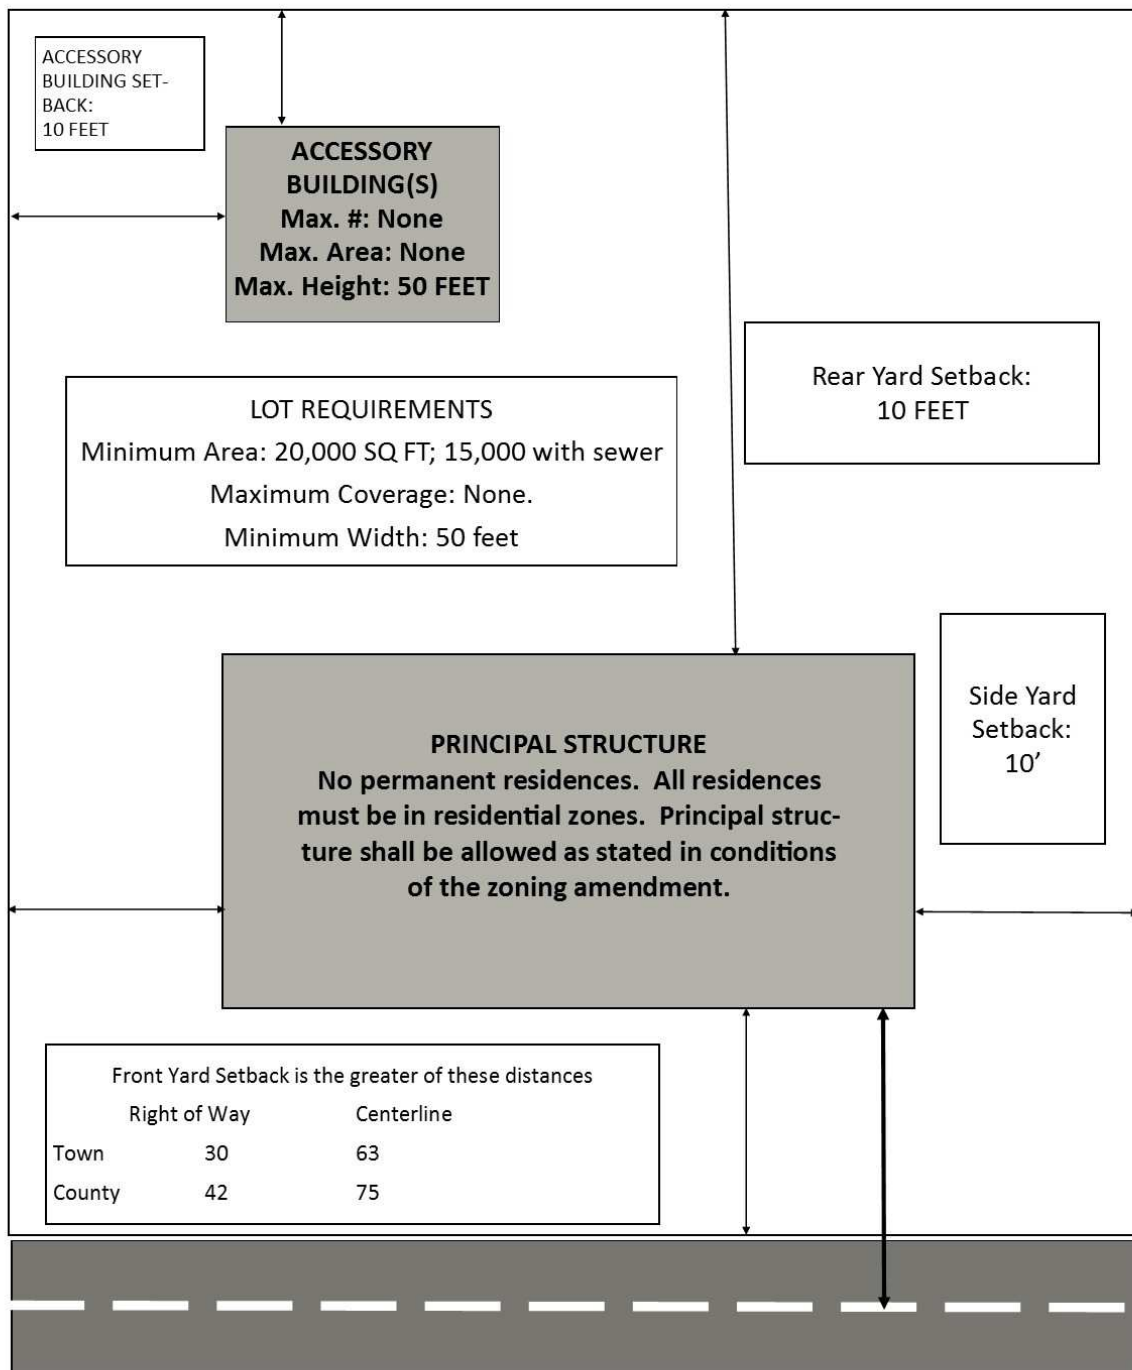 ACCESSORY
BUILDING SET-
BACK:
10 FEET
ACCESSORY
BUILDING(S)
Max. #: None
Max. Area: None
Max. Height: 50 FEET
Rear Yard Setback:
10 FEET
LOT REQUIREMENTS
Minimum Area: 20,000 SQ FT; 15,000 with sewer
Maximum Coverage: None.
Minimum Width: 50 feet
Side Yard
Setback:
10’
PRINCIPAL STRUCTURE
No permanent residences.  All residences
must be in residential zones.  Principal struc-
ture shall be allowed as stated in conditions
of the zoning amendment.
Front Yard Setback is the greater of these distances
Right of Way Centerline
Town 30 63
County 42 75